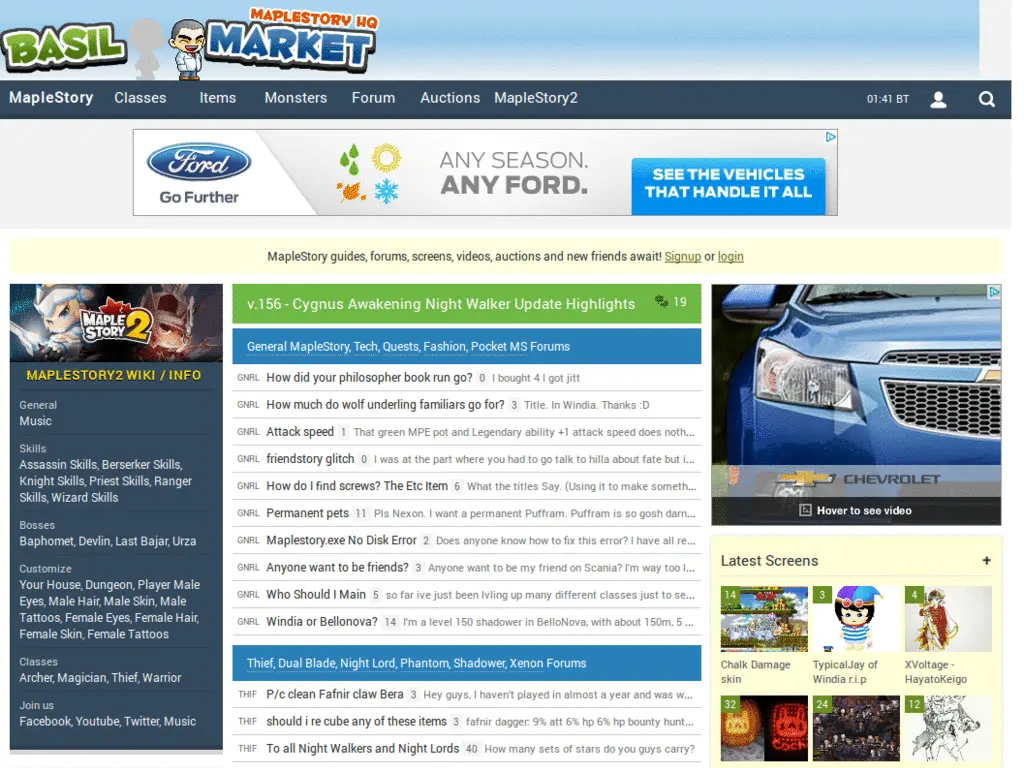 BASIL MARKET
MAPLESTORY HQ
MapleStory Classes Items Monsters Forum Auctions MapleStory2 01:41 BT
Ford
Go Further
ANY SEASON.
ANY FORD.
SEE THE VEHICLES
THAT HANDLE IT ALL
MapleStory guides, forums, screens, videos, auctions and new friends await! Signup or login
MAPLE
STORY 2
MAPLESTORY2 WIKI / INFO
General
Music
Skills
Assassin Skills, Berserker Skills,
Knight Skills, Priest Skills, Ranger
Skills, Wizard Skills
Bosses
Baphomet, Devlin, Last Bajar, Urza
Customize
Your House, Dungeon, Player Male
Eyes, Male Hair, Male Skin, Male
Tattoos, Female Eyes, Female Hair,
Female Skin, Female Tattoos
Classes
Archer, Magician, Thief, Warrior
Join us
Facebook, Youtube, Twitter, Music
v.156 - Cygnus Awakening Night Walker Update Highlights 19
General MapleStory, Tech, Quests, Fashion, Pocket MS Forums
GNRL How did your philosopher book run go? 0 I bought 4 I got jitt
GNRL How much do wolf underling familiars go for? 3 Title. In Windia. Thanks :D
GNRL Attack speed 1 That green MPE pot and Legendary ability +1 attack speed does noth...
GNRL friendstory glitch 0 I was at the part where you had to go talk to hilla about fate but i...
GNRL How do I find screws? The Etc Item 6 What the titles Say. (Using it to make someth...
GNRL Permanent pets 11 Pls Nexon. I want a permanent Puffram. Puffram is so gosh darn...
GNRL Maplestory.exe No Disk Error 2 Does anyone know how to fix this error? I have all re...
GNRL Anyone want to be friends? 3 Anyone want to be my friend on Scania? I'm way too l...
GNRL Who Should I Main 5 so far ive just been lvling up many different classes just to se...
GNRL Windia or Bellonova? 14 I'm a level 150 shadower in BelloNova, with about 150m, 5 ...
Thief, Dual Blade, Night Lord, Phantom, Shadower, Xenon Forums
THIF P/c clean Fafnir claw Bera 3 Hey guys, I haven't played in almost a year and was w...
THIF should i re cube any of these items 3 fafnir dagger: 9% att 6% hp 6% hp bounty hunt...
THIF To all Night Walkers and Night Lords 40 How many sets of stars do you guys carry?
CHEVROLET
Hover to see video
Latest Screens +
14 3 4
Chalk Damage
skin
TypicalJay of
Windia r.i.p
XVoltage -
HayatoKeigo
32 24 12